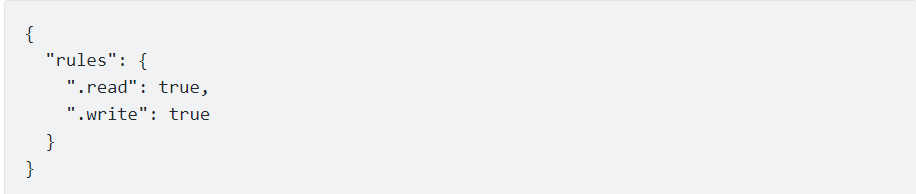 {
  "rules": {
    ".read": true,
    ".write": true
  }
}